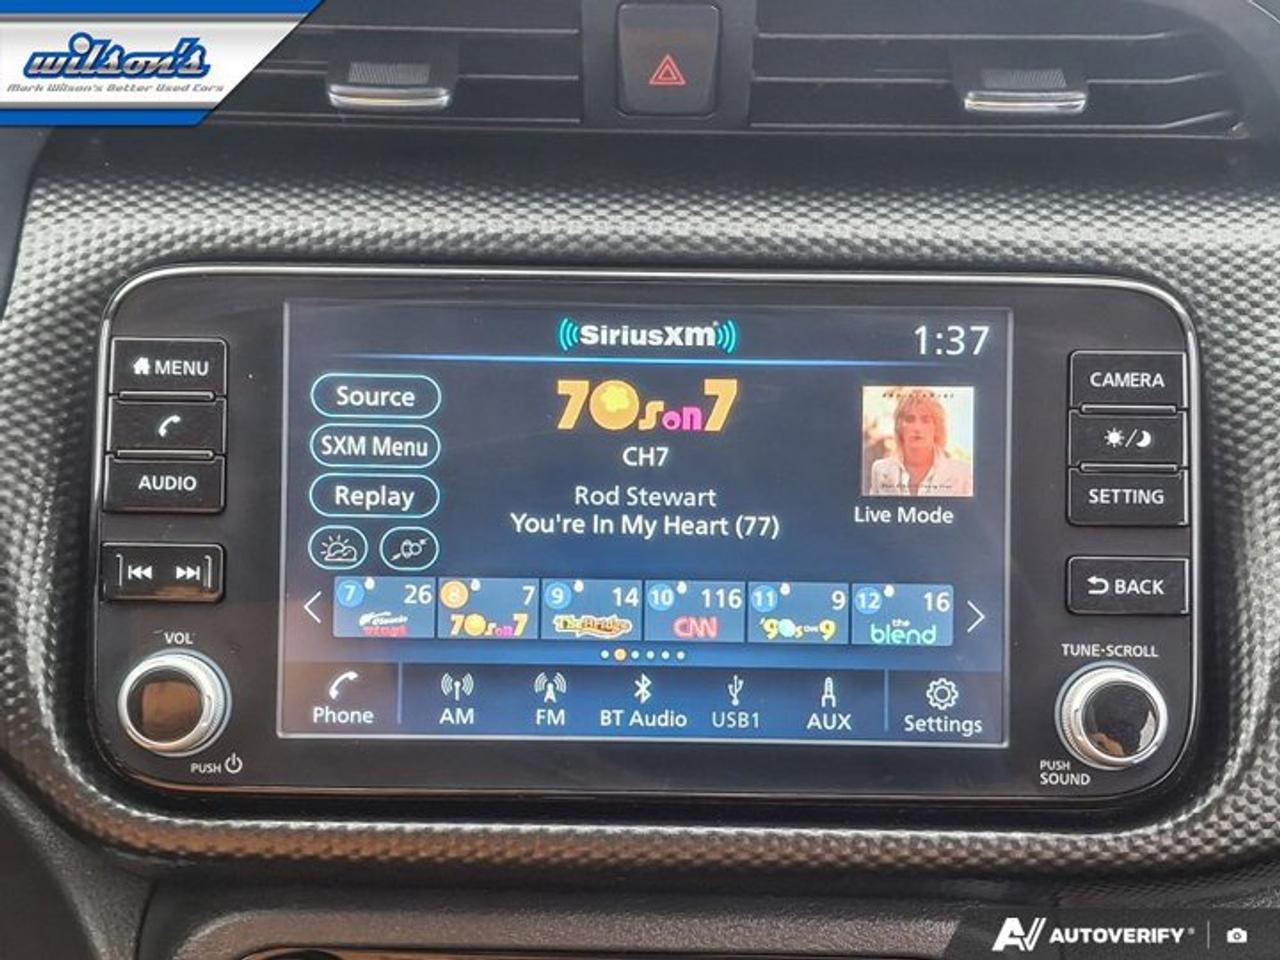 wilson's
Mark Wilson's Better Used Cars
SiriusXM
1:37
MENU
AUDIO
VOL
PUSH
Source
SXM Menu
Replay
70s on 7
CH7
Rod Stewart
You're In My Heart (77)
Live Mode
7 26
8 7
70s on 7
9 14
The Bridge
10 116
CNN
11 9
'90s on 9
12 16
the blend
Phone
AM
FM
BT Audio
USB1
AUX
Settings
CAMERA
SETTING
BACK
TUNE·SCROLL
PUSH
SOUND
AUTOVERIFY